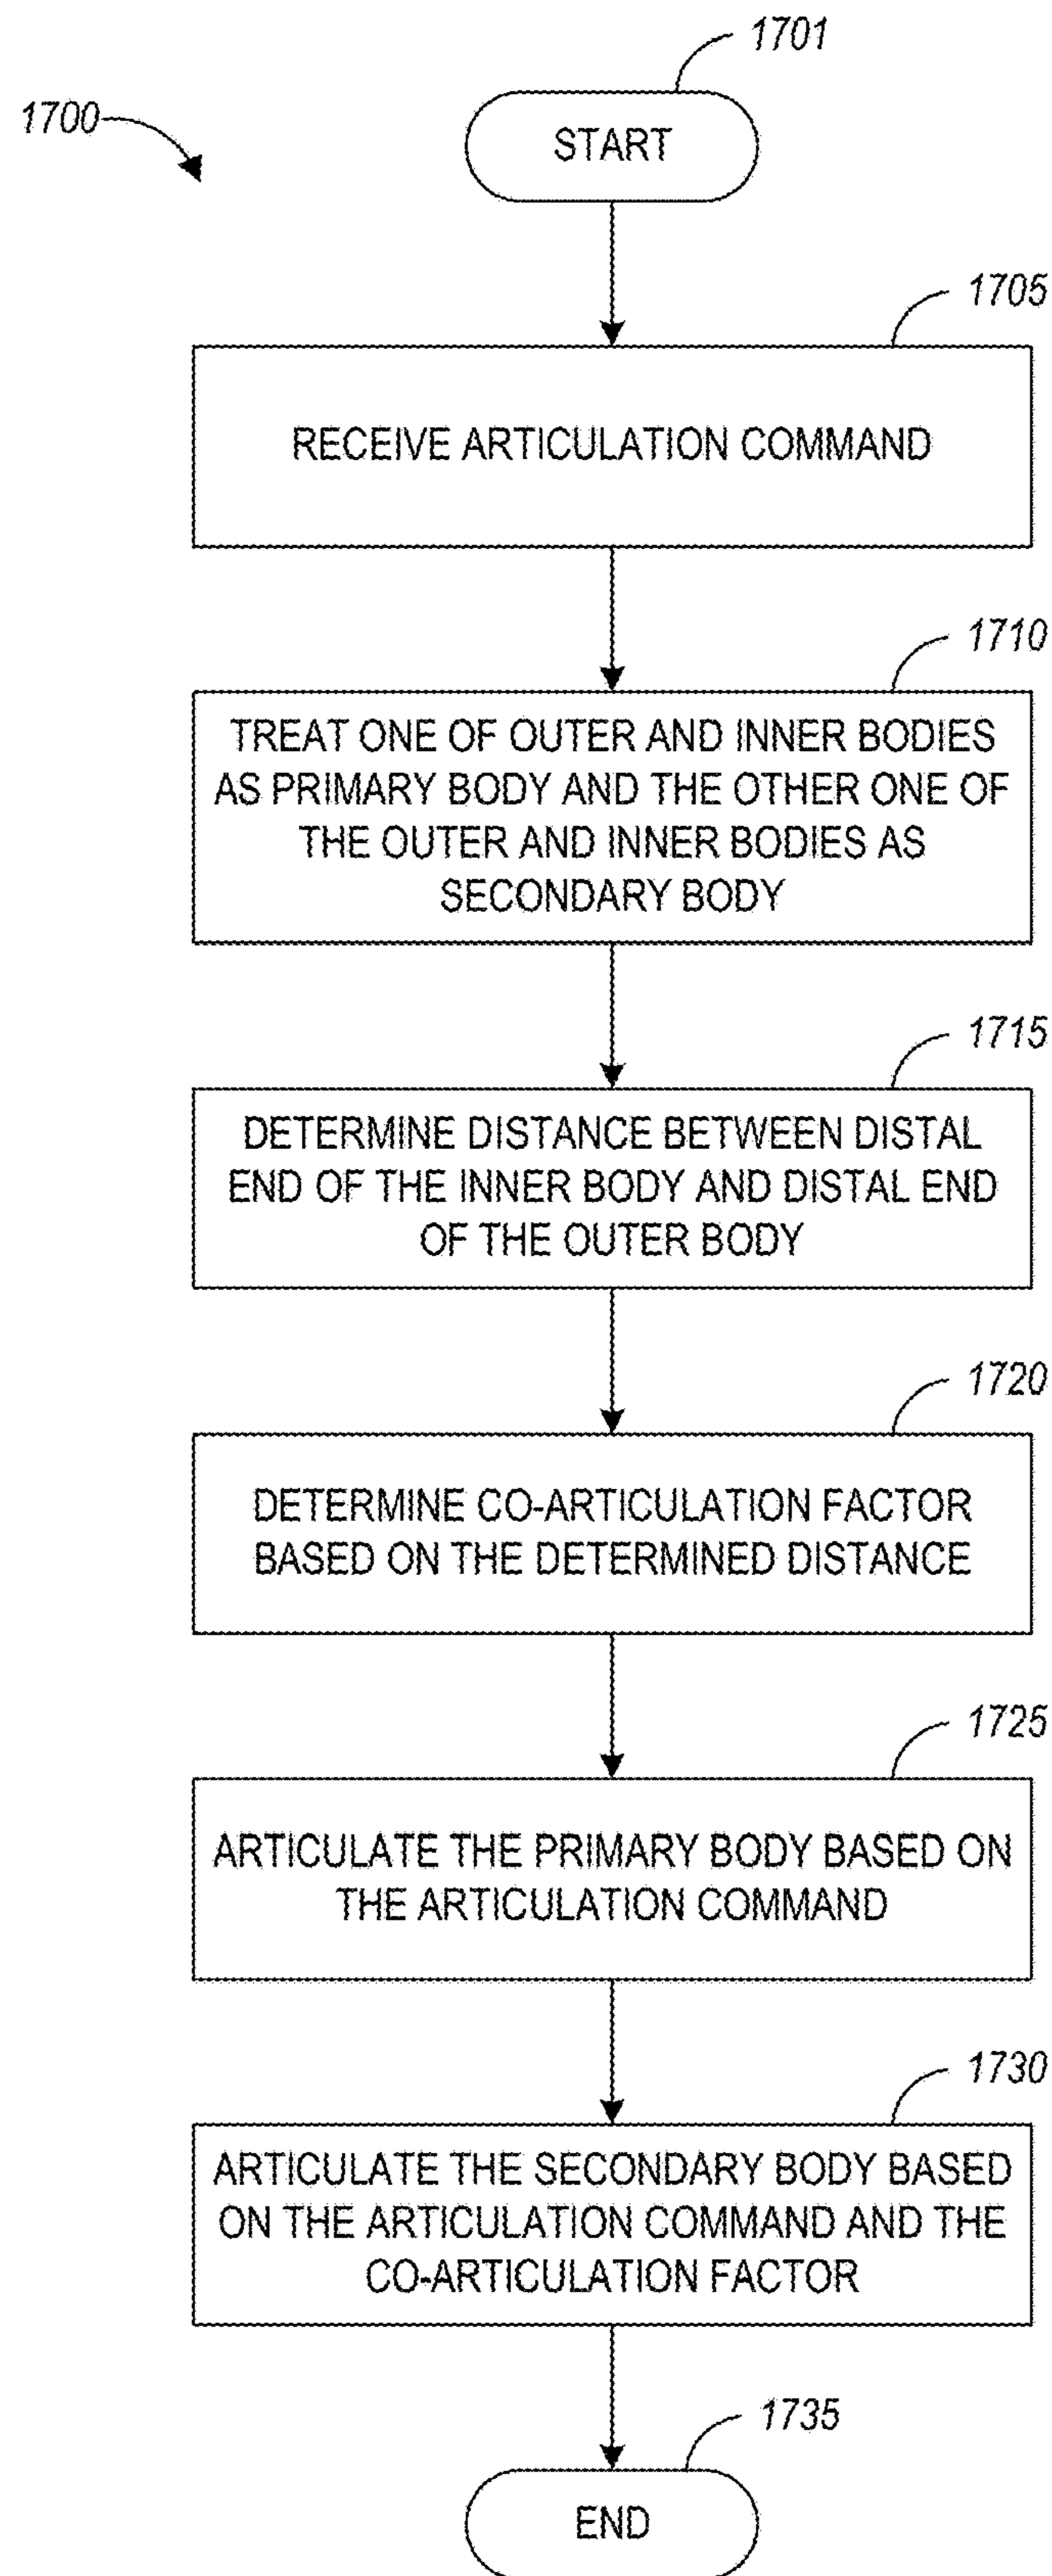 1701
1700
START
1705
RECEIVE ARTICULATION COMMAND
1710
TREAT ONE OF OUTER AND INNER BODIES
AS PRIMARY BODY AND THE OTHER ONE OF
THE OUTER AND INNER BODIES AS
SECONDARY BODY
1715
DETERMINE DISTANCE BETWEEN DISTAL
END OF THE INNER BODY AND DISTAL END
OF THE OUTER BODY
1720
DETERMINE CO-ARTICULATION FACTOR
BASED ON THE DETERMINED DISTANCE
1725
ARTICULATE THE PRIMARY BODY BASED ON
THE ARTICULATION COMMAND
1730
ARTICULATE THE SECONDARY BODY BASED
ON THE ARTICULATION COMMAND AND THE
CO-ARTICULATION FACTOR
1735
END